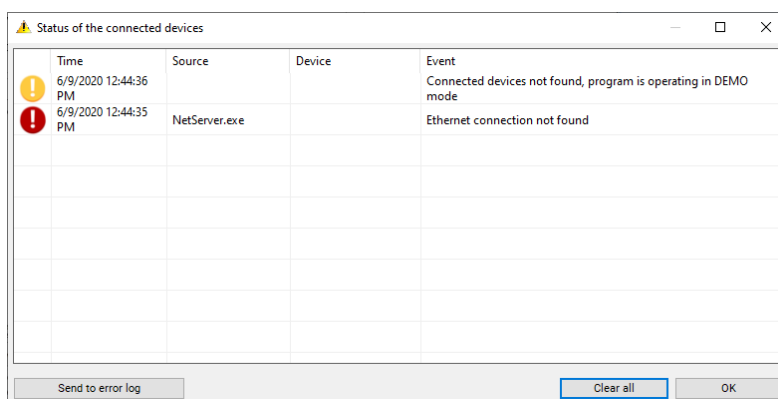 Status of the connected devices
Time Source Device Event
6/9/2020 12:44:36 Connected devices not found, program is operating in DEMO
PM mode
6/9/2020 12:44:35
PM NetServer.exe Ethernet connection not found
Send to error log Clear all OK